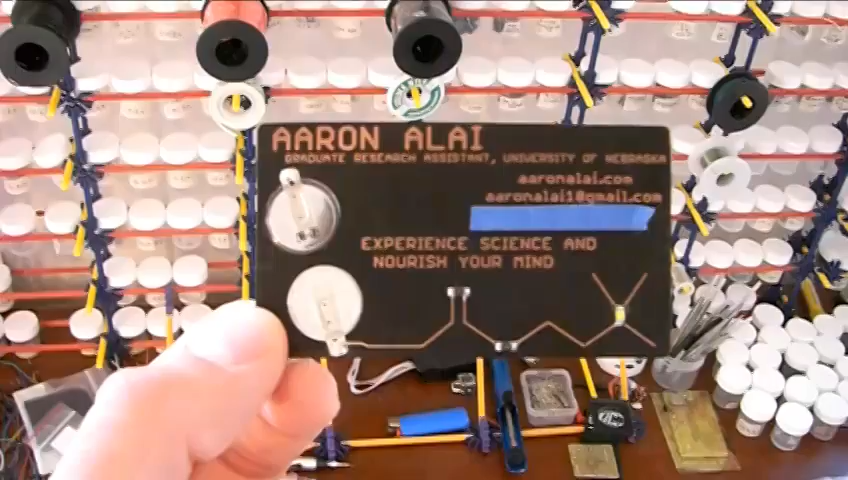 AARON ALAI
GRADUATE RESEARCH ASSISTANT, UNIVERSITY OF NEBRASKA
aaronalai.com
aaronalai1@gmail.com
EXPERIENCE SCIENCE AND
NOURISH YOUR MIND